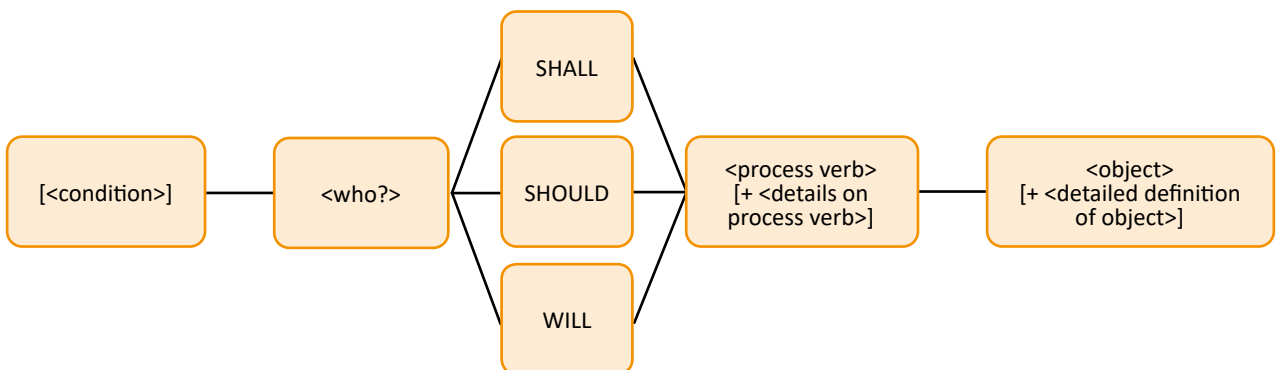 [<condition>]
<who?>
SHALL
SHOULD
WILL
<process verb>
[+ <details on
process verb>]
<object>
[+ <detailed definition
of object>]